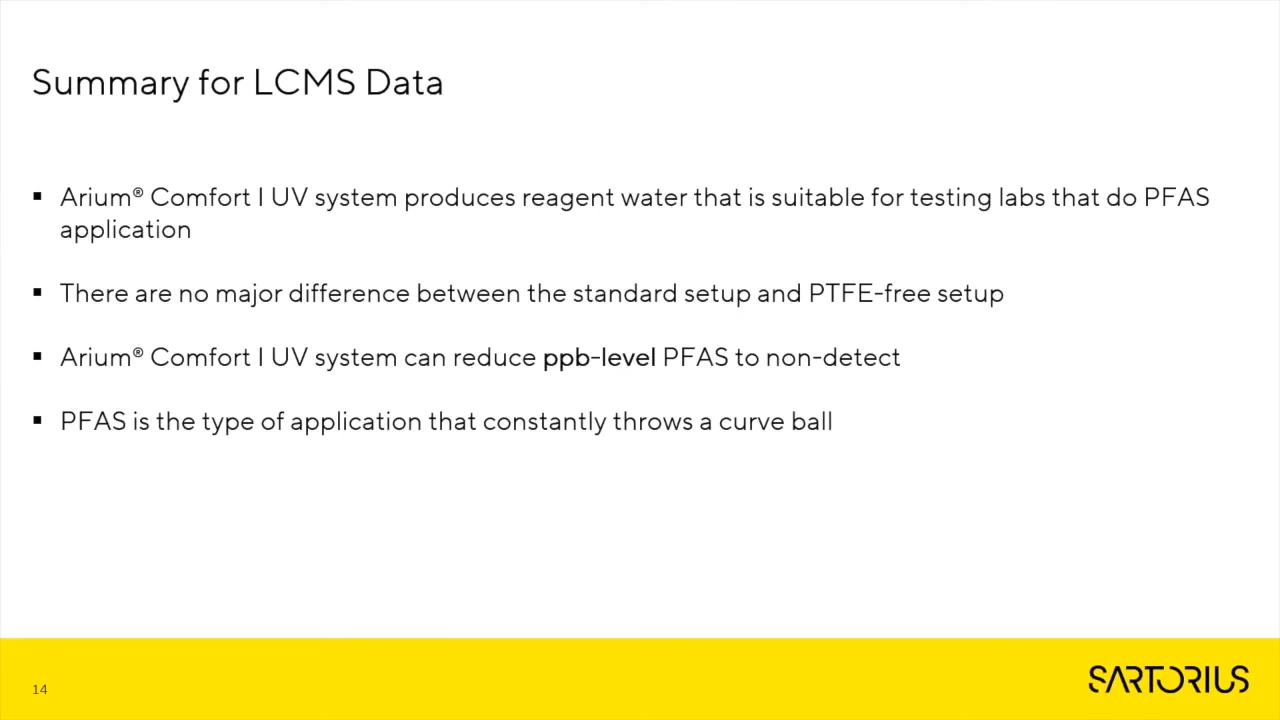 Summary for LCMS Data
▪ Arium® Comfort I UV system produces reagent water that is suitable for testing labs that do PFAS
application
▪ There are no major difference between the standard setup and PTFE-free setup
▪ Arium® Comfort I UV system can reduce ppb-level PFAS to non-detect
▪ PFAS is the type of application that constantly throws a curve ball
14
SARTORIUS